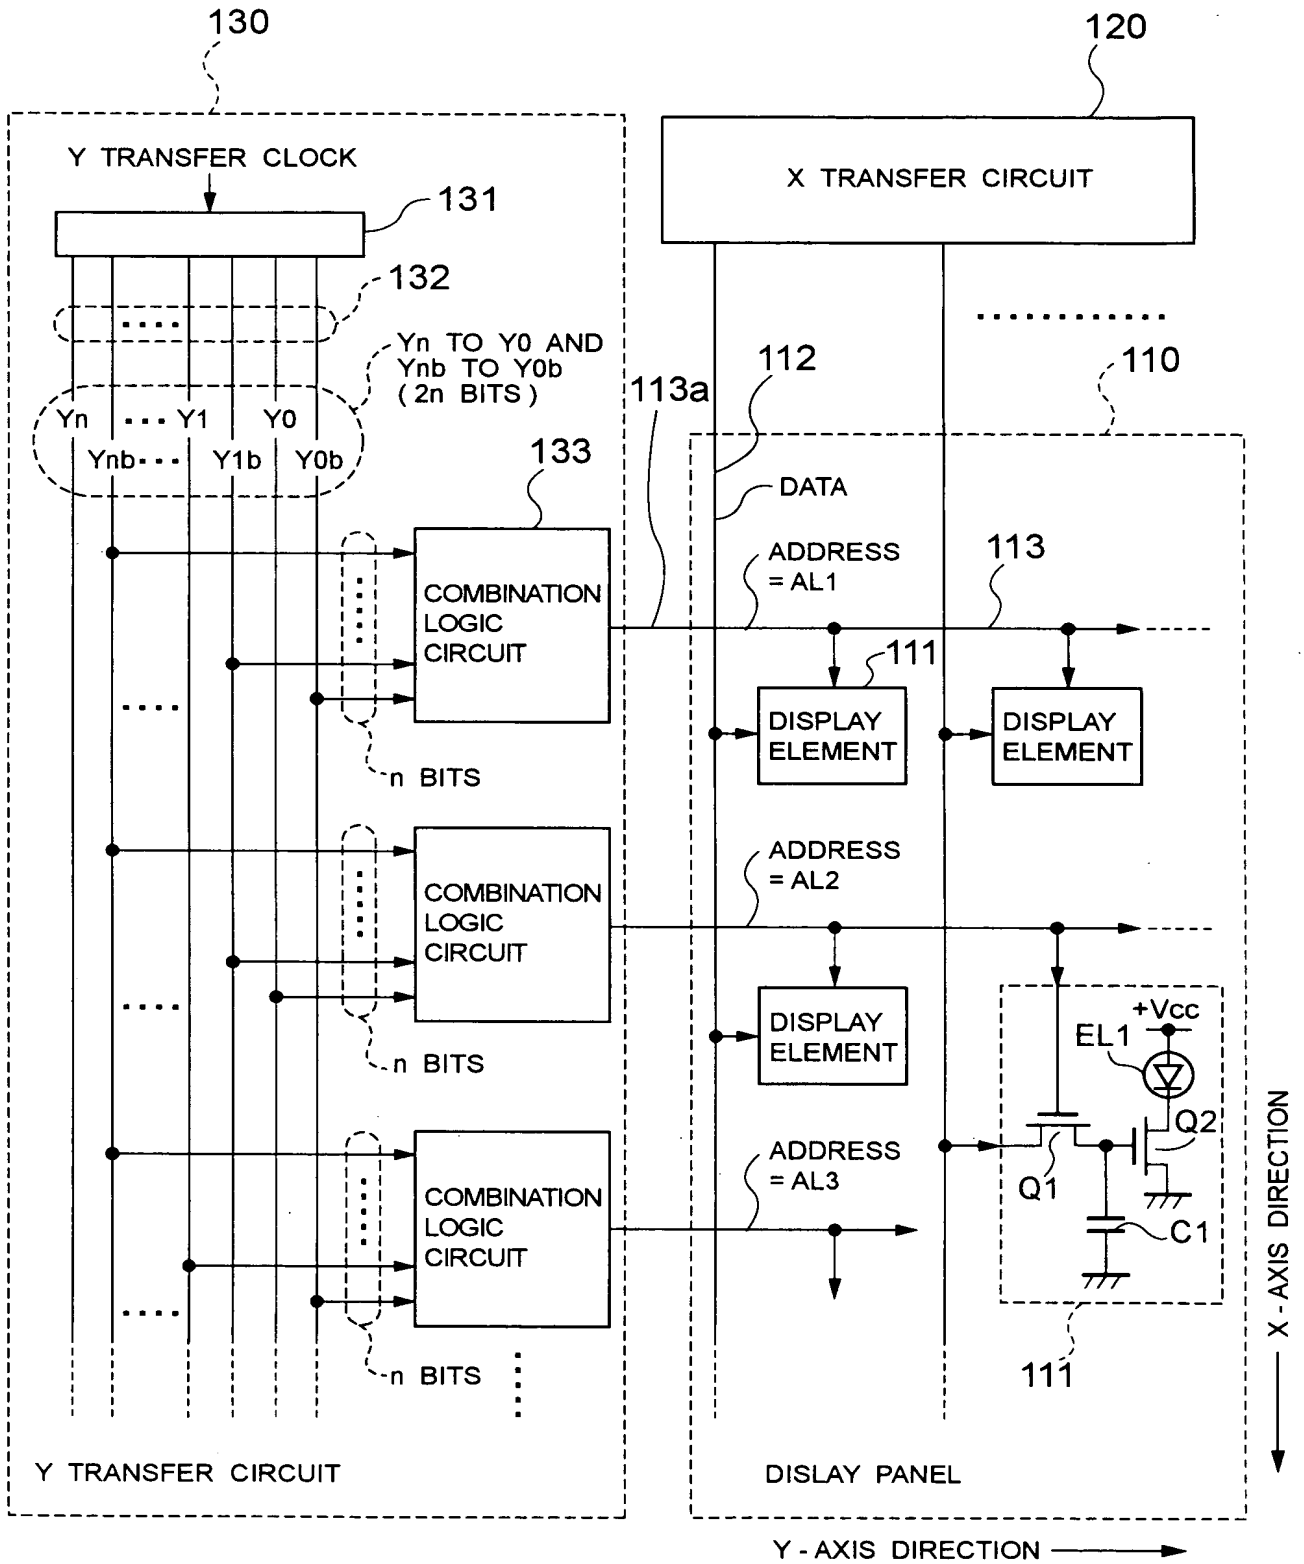 130
120
Y TRANSFER CLOCK
X TRANSFER CIRCUIT
131
132
Yn TO Y0 AND
Ynb TO Y0b
(2n BITS)
112
113a
110
Yn
Y1
Y0
Ynb
Y1b
Y0b
133
DATA
ADDRESS
=AL1
113
COMBINATION
LOGIC
CIRCUIT
111
DISPLAY
ELEMENT
DISPLAY
ELEMENT
n BITS
ADDRESS
=AL2
COMBINATION
LOGIC
CIRCUIT
DISPLAY
ELEMENT
+Vcc
EL1
n BITS
Q2
Q1
ADDRESS
=AL3
COMBINATION
LOGIC
CIRCUIT
C1
X-AXIS DIRECTION
n BITS
111
Y TRANSFER CIRCUIT
DISLAY PANEL
Y-AXIS DIRECTION